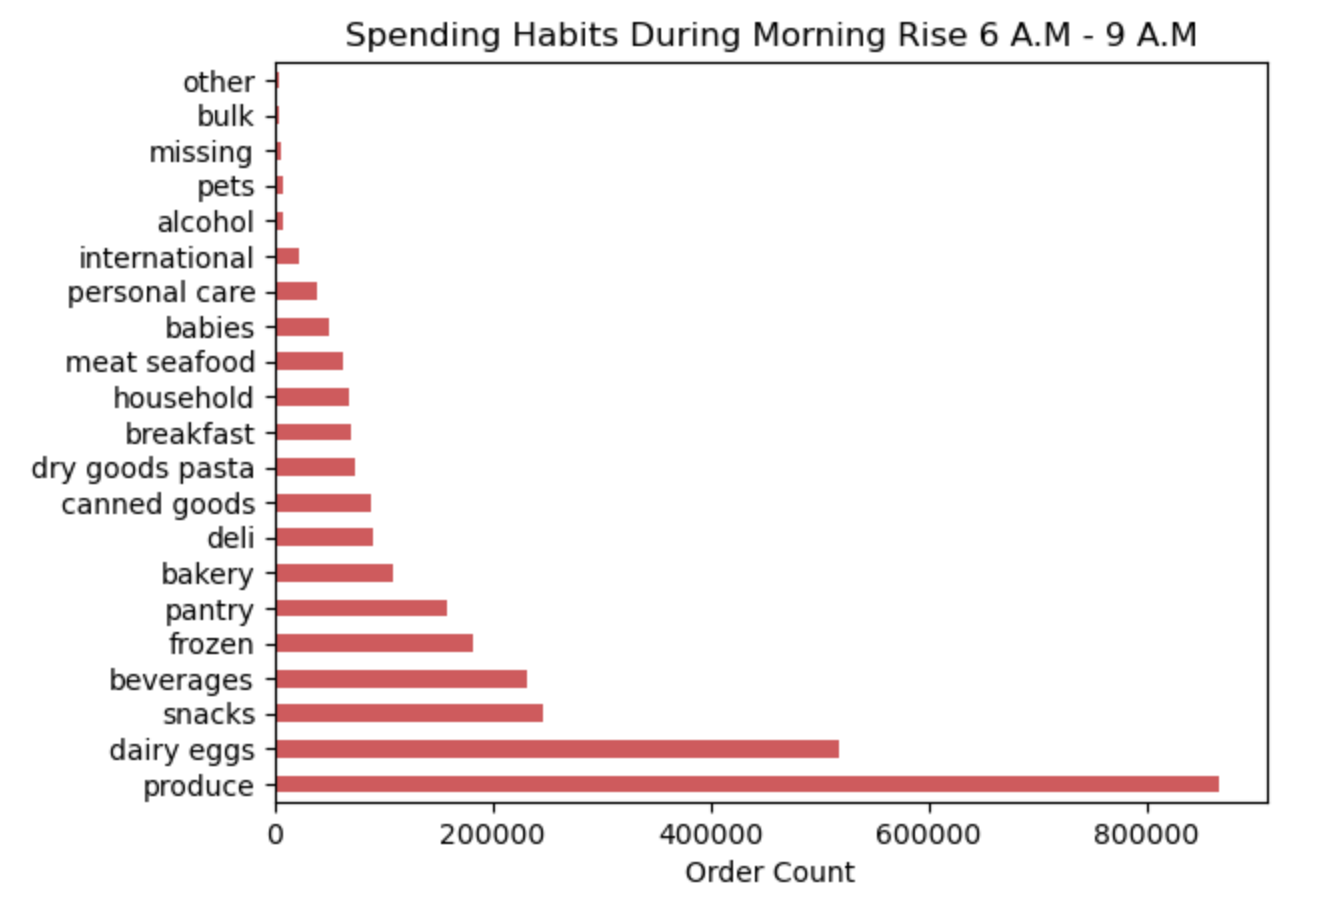 Spending Habits During Morning Rise 6 A.M - 9 A.M
other
bulk
missing
pets
alcohol
international
personal care
babies
meat seafood
household
breakfast
dry goods pasta
canned goods
deli
bakery
pantry
frozen
beverages
snacks
dairy eggs
produce
0 200000 400000 600000 800000
Order Count